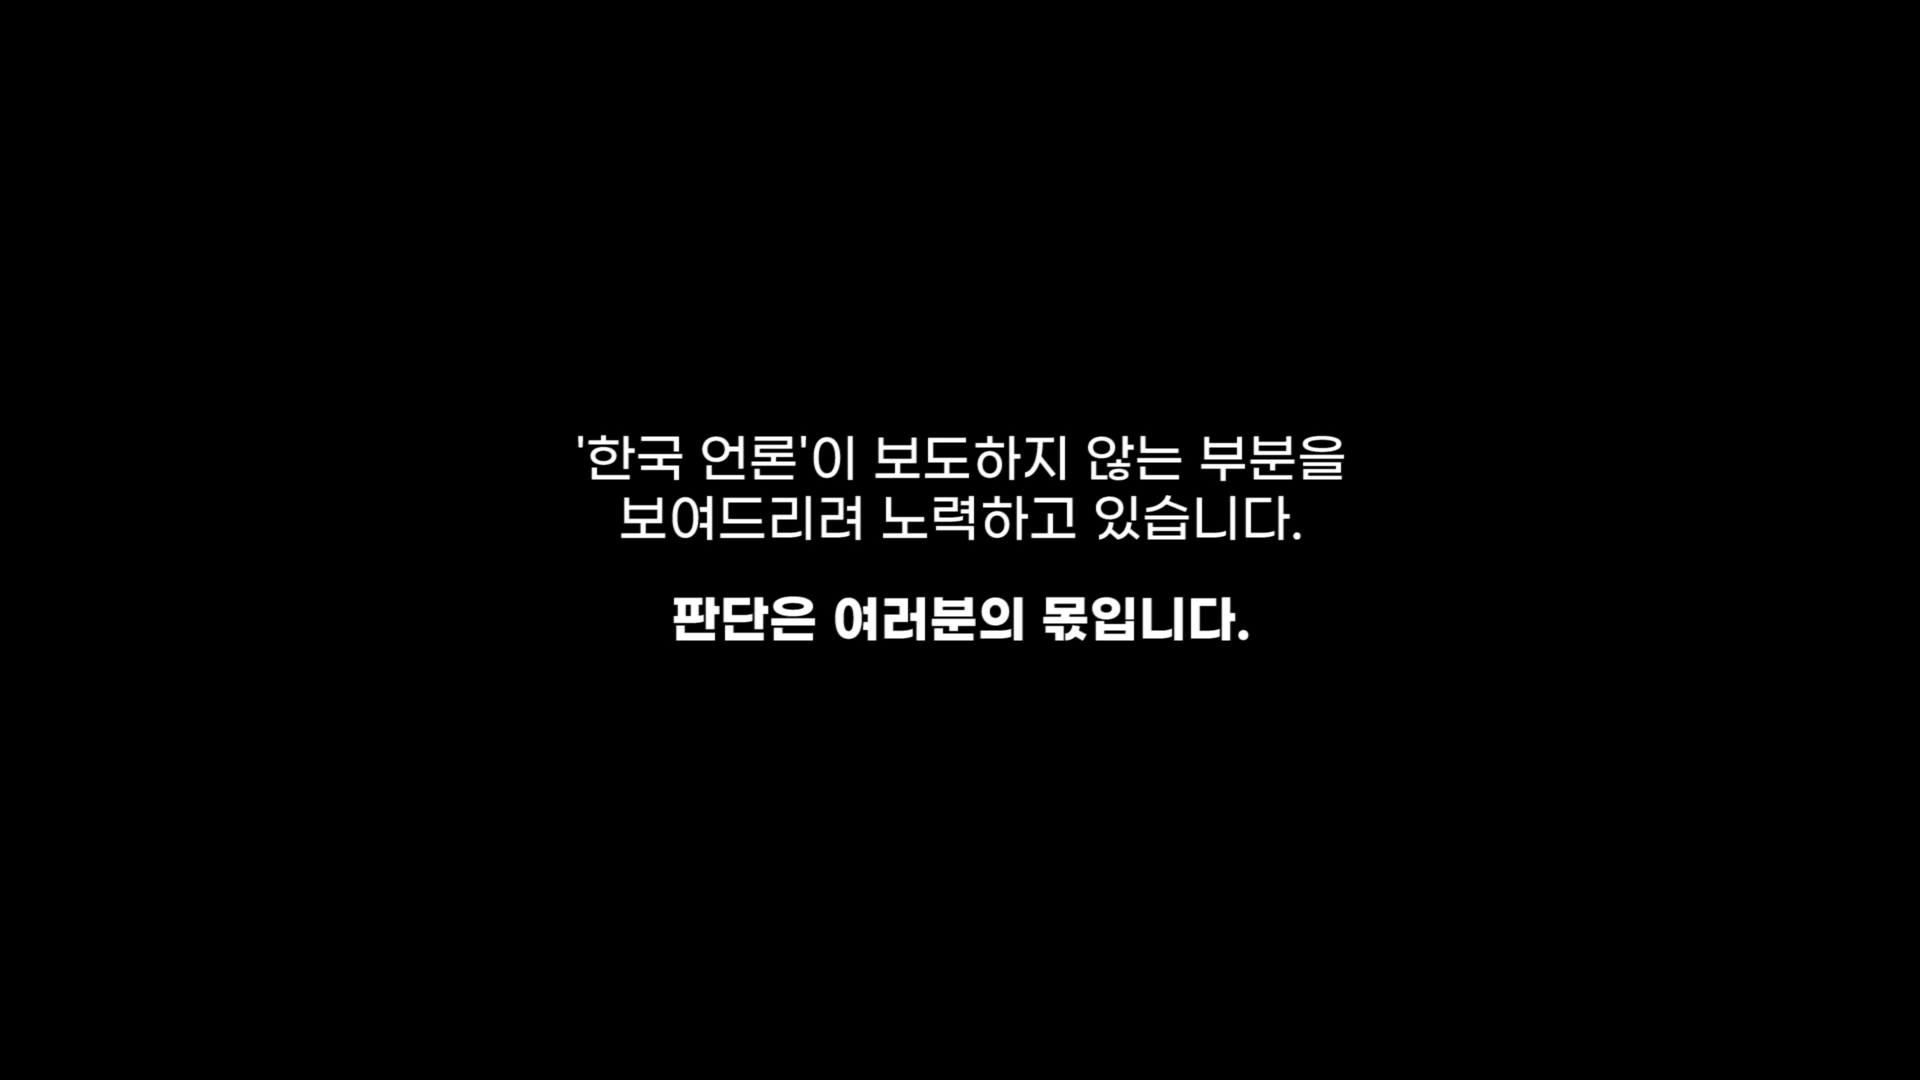 '한국 언론'이 보도하지 않는 부분을
보여드리려 노력하고 있습니다.
판단은 여러분의 몫입니다.